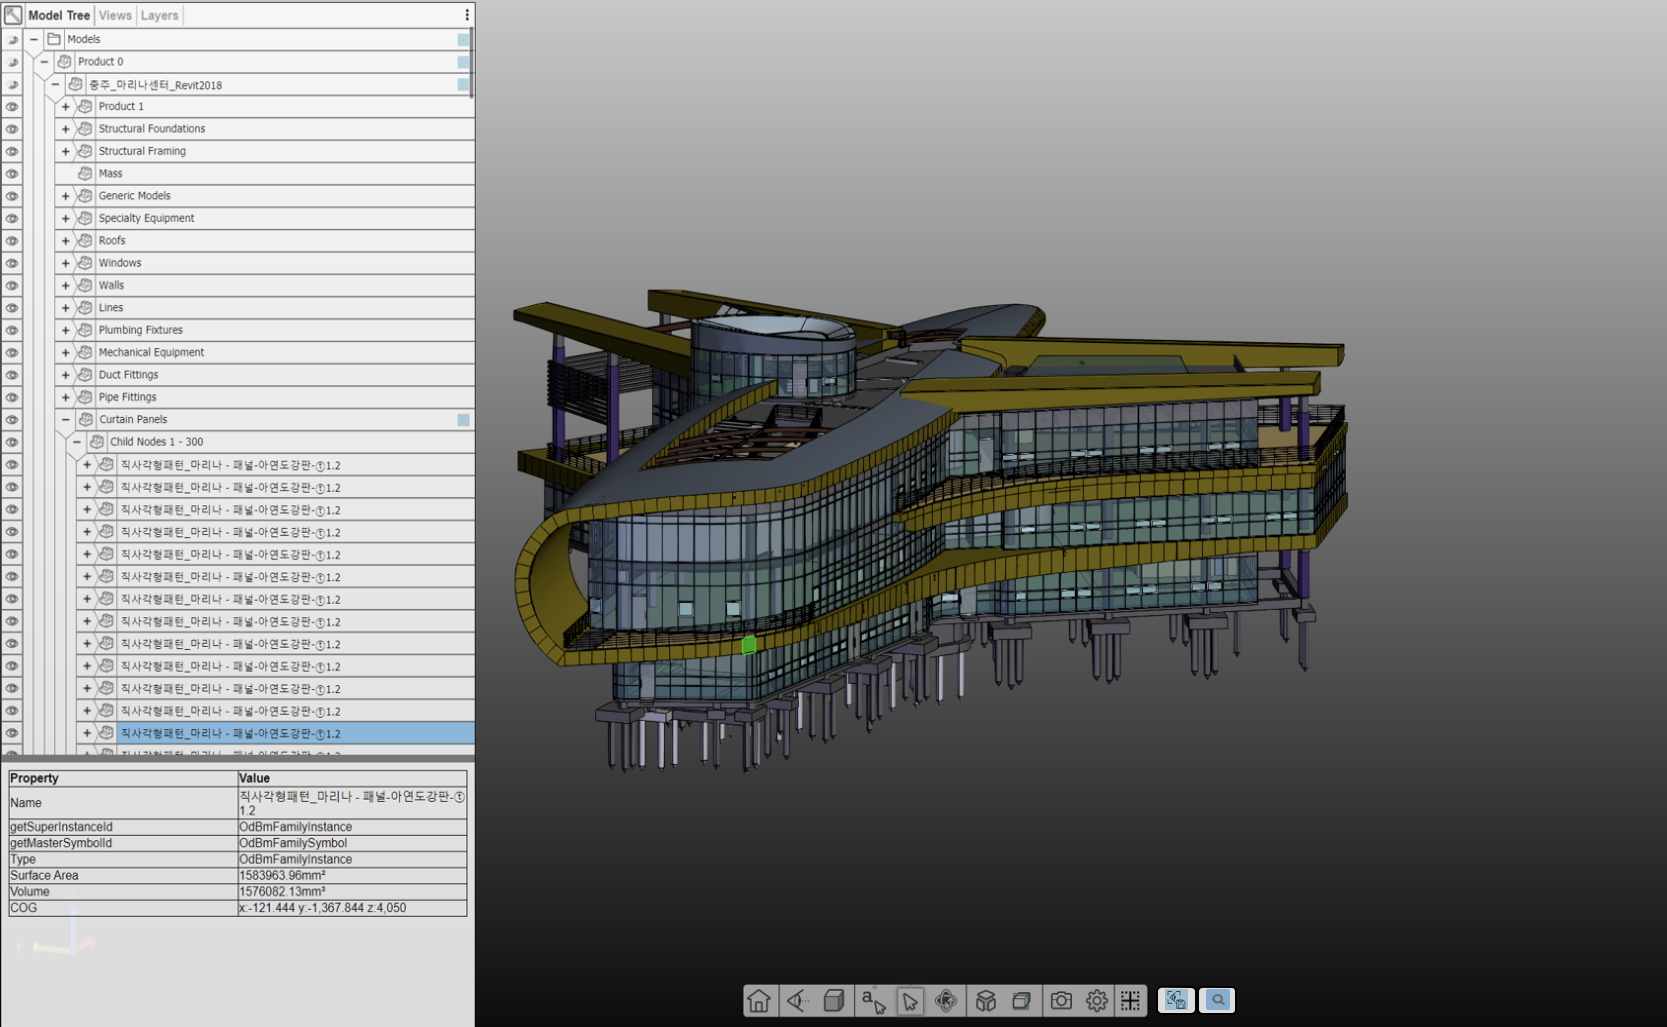 Model Tree Views Layers
Models
Product 0
충주_마리나센터_Revit2018
Product 1
Structural Foundations
Structural Framing
Mass
Generic Models
Specialty Equipment
Roofs
Windows
Walls
Lines
Plumbing Fixtures
Mechanical Equipment
Duct Fittings
Pipe Fittings
Curtain Panels
Child Nodes 1 - 300
직사각형패턴_마리나 - 패널-아연도강판-ⓣ1.2
직사각형패턴_마리나 - 패널-아연도강판-ⓣ1.2
직사각형패턴_마리나 - 패널-아연도강판-ⓣ1.2
직사각형패턴_마리나 - 패널-아연도강판-ⓣ1.2
직사각형패턴_마리나 - 패널-아연도강판-ⓣ1.2
직사각형패턴_마리나 - 패널-아연도강판-ⓣ1.2
직사각형패턴_마리나 - 패널-아연도강판-ⓣ1.2
직사각형패턴_마리나 - 패널-아연도강판-ⓣ1.2
직사각형패턴_마리나 - 패널-아연도강판-ⓣ1.2
직사각형패턴_마리나 - 패널-아연도강판-ⓣ1.2
직사각형패턴_마리나 - 패널-아연도강판-ⓣ1.2
직사각형패턴_마리나 - 패널-아연도강판-ⓣ1.2
직사각형패턴_마리나 - 패널-아연도강판-ⓣ1.2
Property Value
Name 직사각형패턴_마리나 - 패널-아연도강판-ⓣ
1.2
getSuperInstanceId OdBmFamilyInstance
getMasterSymbolId OdBmFamilySymbol
Type OdBmFamilyInstance
Surface Area 1583963.96mm²
Volume 1576082.13mm³
COG x:-121.444 y:-1,367.844 z:4,050
a